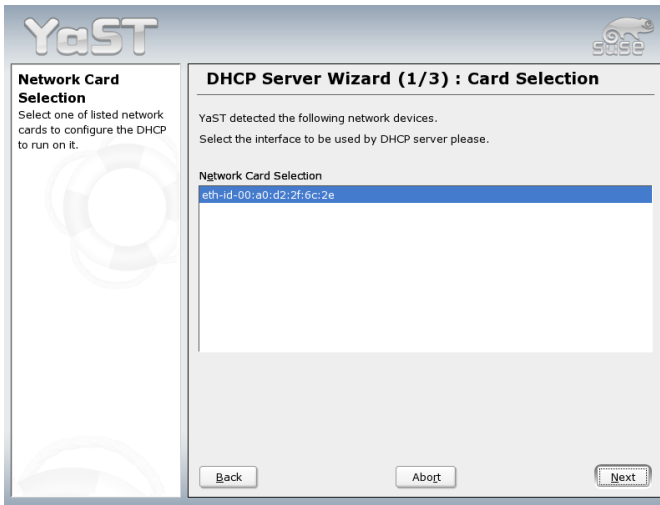 YaST
SUSE
Network Card
Selection
Select one of listed network
cards to configure the DHCP
to run on it.
DHCP Server Wizard (1/3) : Card Selection
YaST detected the following network devices.
Select the interface to be used by DHCP server please.
Network Card Selection
eth-id-00:a0:d2:2f:6c:2e
Back
Abort
Next